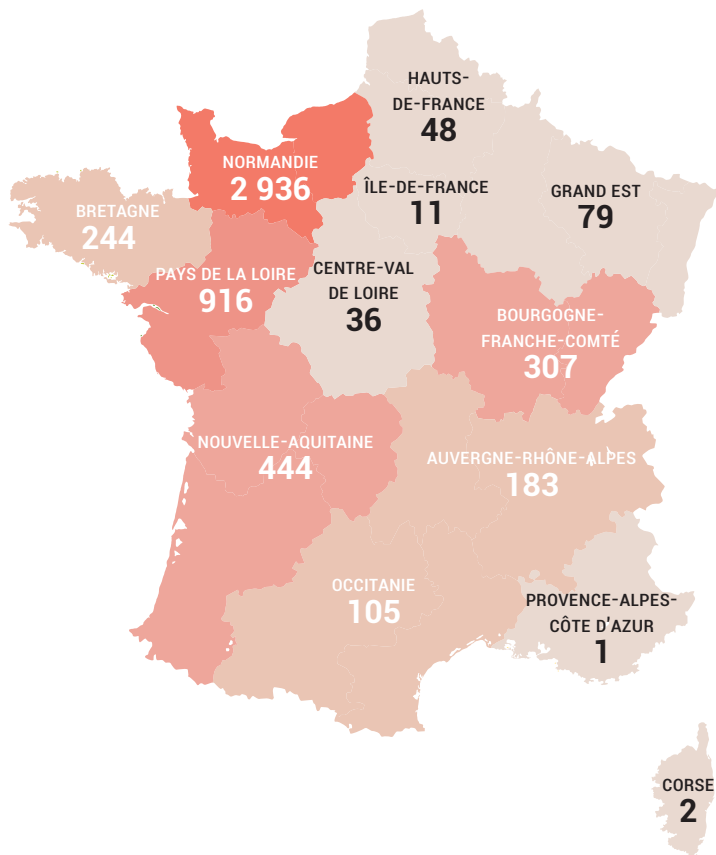 HAUTS-
DE-FRANCE
48
NORMANDIE
2 936
ÎLE-DE-FRANCE
11
GRAND EST
79
BRETAGNE
244
PAYS DE LA LOIRE
916
CENTRE-VAL
DE LOIRE
36
BOURGOGNE-
FRANCHE-COMTÉ
307
NOUVELLE-AQUITAINE
444
AUVERGNE-RHÔNE-ALPES
183
OCCITANIE
105
PROVENCE-ALPES-
CÔTE D'AZUR
1
CORSE
2